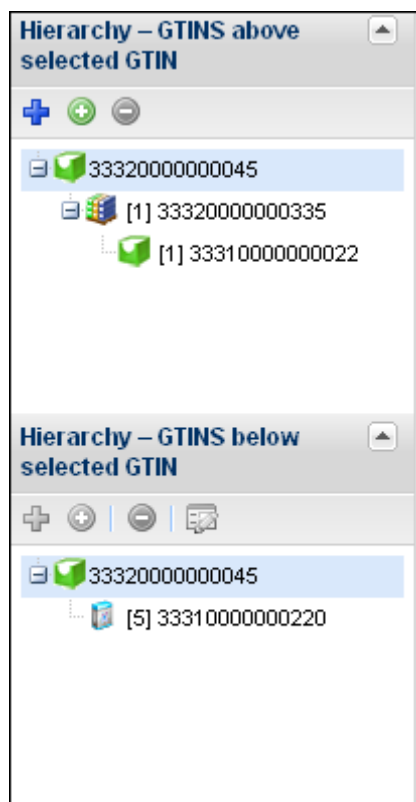 Hierarchy – GTINS above
selected GTIN
33320000000045
[1] 33320000000335
[1] 33310000000022
Hierarchy – GTINS below
selected GTIN
33320000000045
[5] 33310000000220